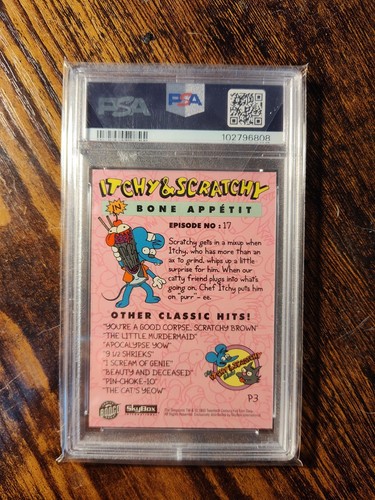 PSA
PSA
102796808
ITCHY & SCRATCHY
IN
BONE APPÉTIT
EPISODE NO : 17
Scratchy gets in a mixup when
Itchy, who has more than an
ax to grind, whips up a little
surprise for him. When our
catty friend plugs into what's
going on, Chef Itchy puts him
on "purr" - ee.
OTHER CLASSIC HITS!
"YOU'RE A GOOD CORPSE, SCRATCHY BROWN"
"THE LITTLE MURDERMAID"
"APOCALYPSE YOW"
"9 1/2 SHRIEKS"
"I SCREAM OF GENIE"
"BEAUTY AND DECEASED"
"PIN-CHOKE-IO"
"THE CAT'S YEOW"
P3
SKYBOX